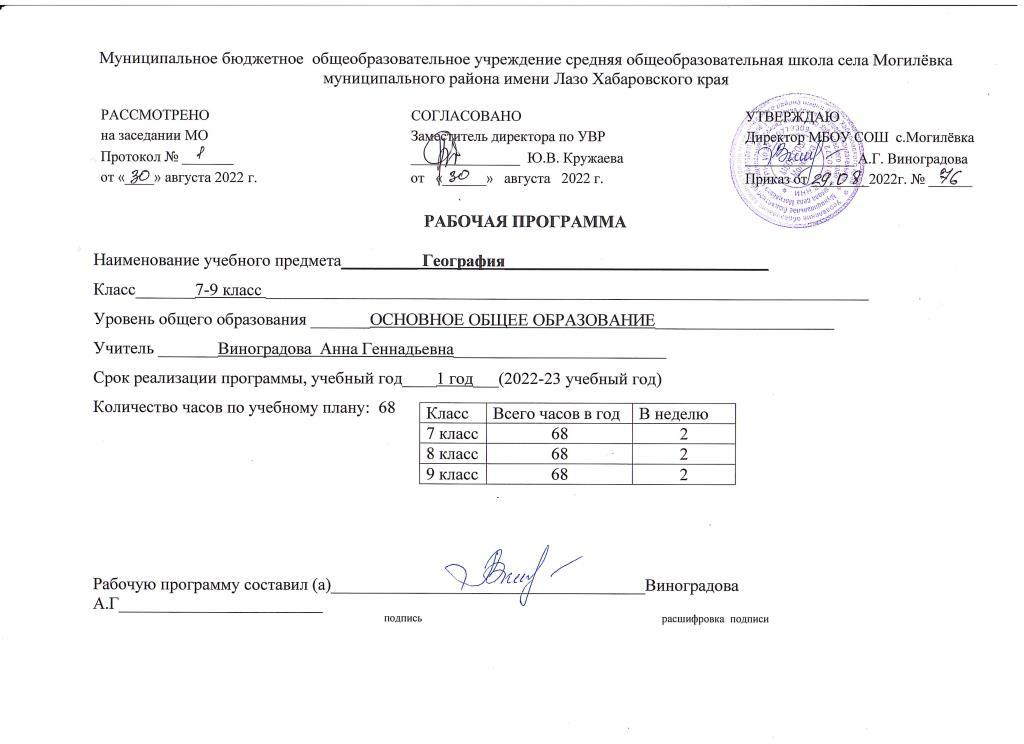 Муниципальное бюджетное общеобразовательное учреждение средняя общеобразовательная школа села Могилёвка
муниципального района имени Лазо Хабаровского края
РАССМОТРЕНО
на заседании МО
Протокол № 1
от «30» августа 2022 г.
СОГЛАСОВАНО
Заместитель директора по УВР
Ю.В. Кружаева
от «30» августа 2022 г.
УТВЕРЖДАЮ
Директор МБОУ СОШ с.Могилёвка
А.Г. Виноградова
Приказ от 29.08 2022г. № 76
РАБОЧАЯ ПРОГРАММА
Наименование учебного предмета География
Класс 7-9 класс
Уровень общего образования ОСНОВНОЕ ОБЩЕЕ ОБРАЗОВАНИЕ
Учитель Виноградова Анна Геннадьевна
Срок реализации программы, учебный год 1 год (2022-23 учебный год)
Количество часов по учебному плану: 68
Класс Всего часов в год В неделю
7 класс 68 2
8 класс 68 2
9 класс 68 2
Рабочую программу составил (а) Виноградова
А.Г
подпись расшифровка подписи